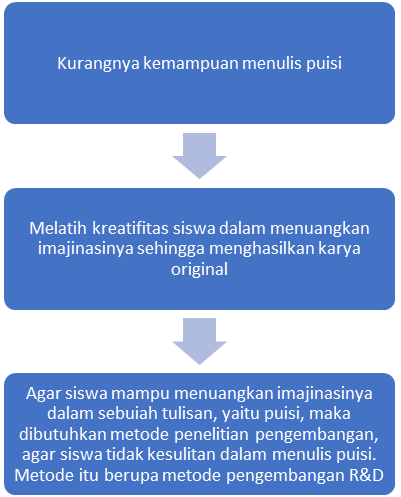 Kurangnya kemampuan menulis puisi
Melatih kreatifitas siswa dalam menuangkan
imajinasinya sehingga menghasilkan karya
original
Agar siswa mampu menuangkan imajinasinya
dalam sebuiah tulisan, yaitu puisi, maka
dibutuhkan metode penelitian pengembangan,
agar siswa tidak kesulitan dalam menulis puisi.
Metode itu berupa metode pengembangan R&D